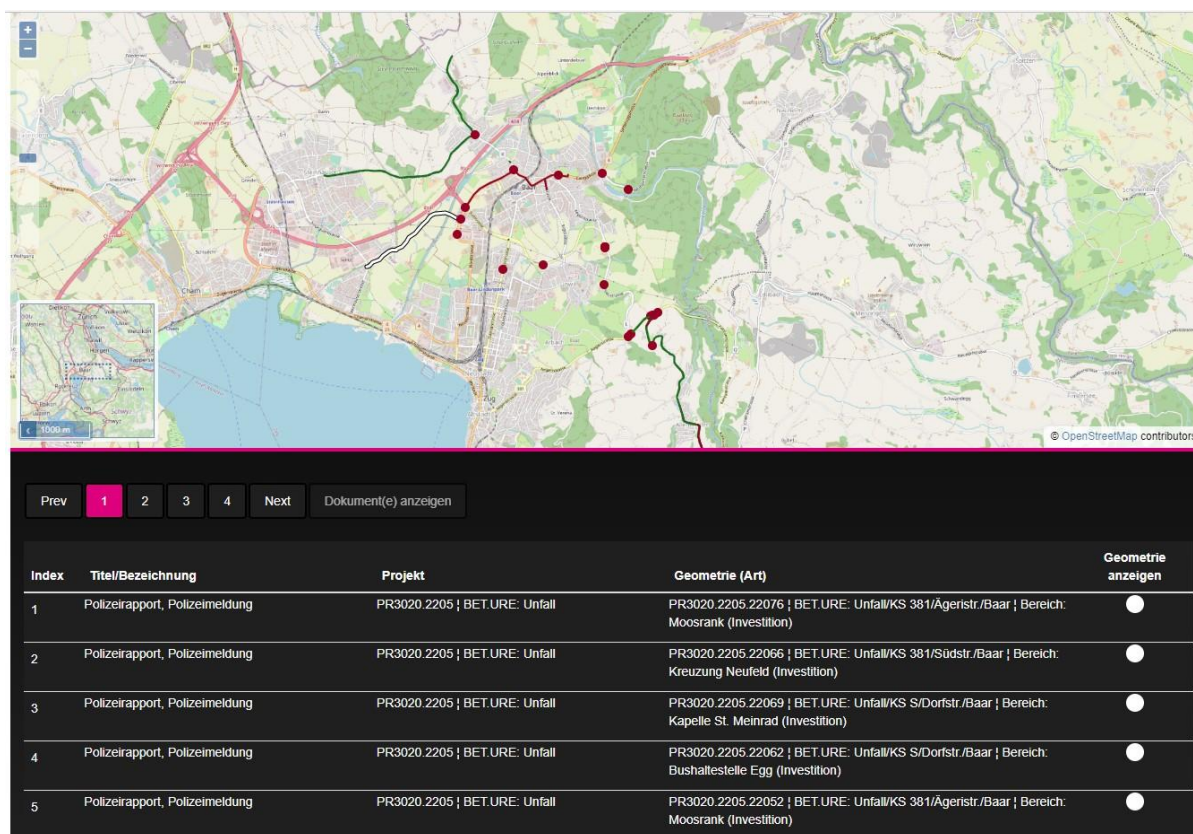 +
−
Cham
Baar
Zug
1000 m
© OpenStreetMap contributors
Prev 1 2 3 4 Next Dokument(e) anzeigen
Index Titel/Bezeichnung Projekt Geometrie (Art) Geometrie anzeigen
1 Polizeirapport, Polizeimeldung PR3020.2205 ¦ BET.URE: Unfall PR3020.2205.22076 ¦ BET.URE: Unfall/KS 381/Ägeristr./Baar ¦ Bereich:
Moosrank (Investition)
2 Polizeirapport, Polizeimeldung PR3020.2205 ¦ BET.URE: Unfall PR3020.2205.22066 ¦ BET.URE: Unfall/KS 381/Südstr./Baar ¦ Bereich:
Kreuzung Neufeld (Investition)
3 Polizeirapport, Polizeimeldung PR3020.2205 ¦ BET.URE: Unfall PR3020.2205.22069 ¦ BET.URE: Unfall/KS S/Dorfstr./Baar ¦ Bereich:
Kapelle St. Meinrad (Investition)
4 Polizeirapport, Polizeimeldung PR3020.2205 ¦ BET.URE: Unfall PR3020.2205.22062 ¦ BET.URE: Unfall/KS S/Dorfstr./Baar ¦ Bereich:
Bushaltestelle Egg (Investition)
5 Polizeirapport, Polizeimeldung PR3020.2205 ¦ BET.URE: Unfall PR3020.2205.22052 ¦ BET.URE: Unfall/KS 381/Ägeristr./Baar ¦ Bereich:
Moosrank (Investition)